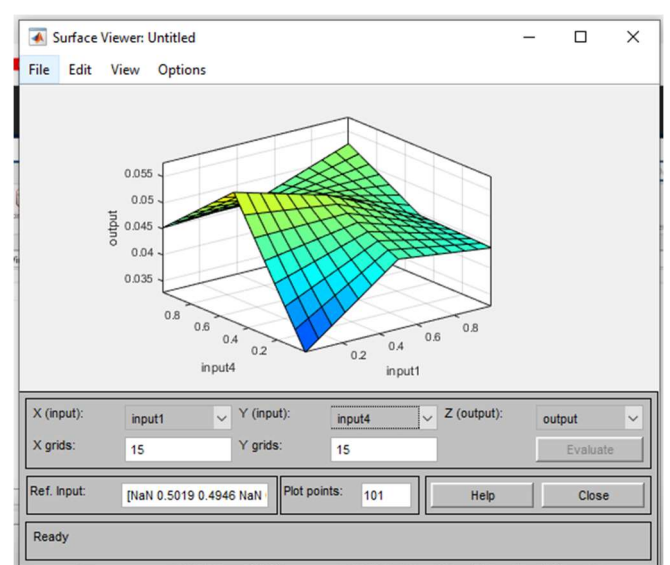 Surface Viewer: Untitled
File Edit View Options
0.055
0.05
0.045
0.04
0.035
output
0.8
0.6
0.4
0.2
input4
0.2
0.4
0.6
0.8
input1
X (input): input1 Y (input): input4 Z (output): output
X grids: 15 Y grids: 15 Evaluate
Ref. Input: [NaN 0.5019 0.4946 NaN Plot points: 101 Help Close
Ready